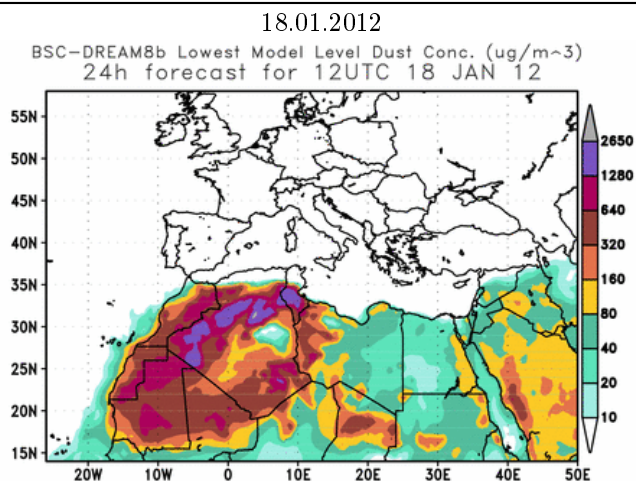 18.01.2012
BSC-DREAM8b Lowest Model Level Dust Conc. (ug/m^3)
24h forecast for 12UTC 18 JAN 12
55N
50N
45N
40N
35N
30N
25N
20N
15N
20W 10W 0 10E 20E 30E 40E 50E
2650
1280
640
320
160
80
40
20
10